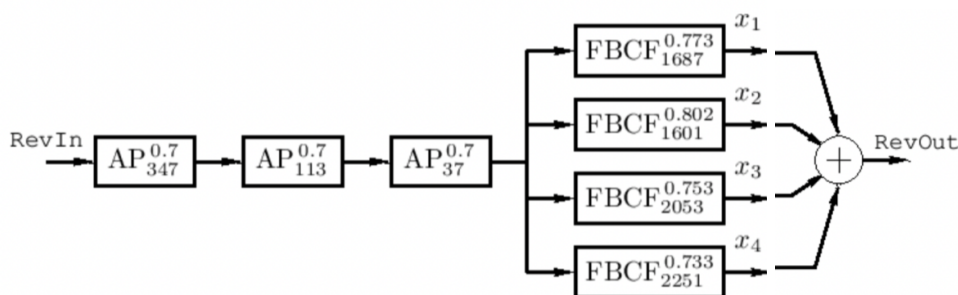 x₁
FBCF 0.773 1687
x₂
FBCF 0.802 1601
RevIn
AP 0.7 347
AP 0.7 113
AP 0.7 37
+
RevOut
x₃
FBCF 0.753 2053
x₄
FBCF 0.733 2251